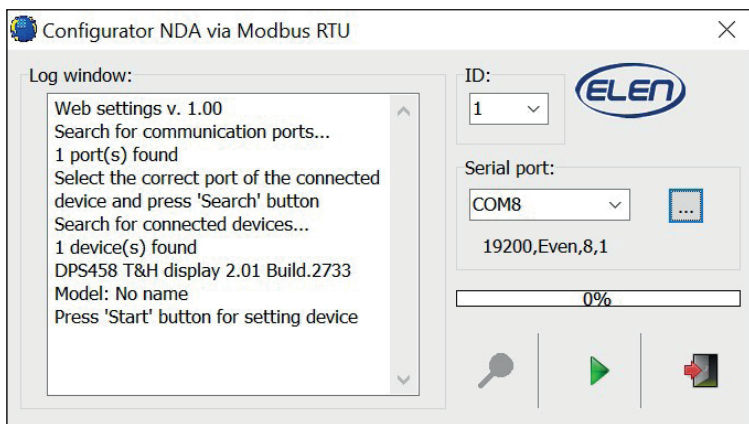 Configurator NDA via Modbus RTU
Log window:
Web settings v. 1.00
Search for communication ports...
1 port(s) found
Select the correct port of the connected
device and press 'Search' button
Search for connected devices...
1 device(s) found
DPS458 T&H display 2.01 Build.2733
Model: No name
Press 'Start' button for setting device
ID:
1
ELEN
Serial port:
COM8
...
19200,Even,8,1
0%